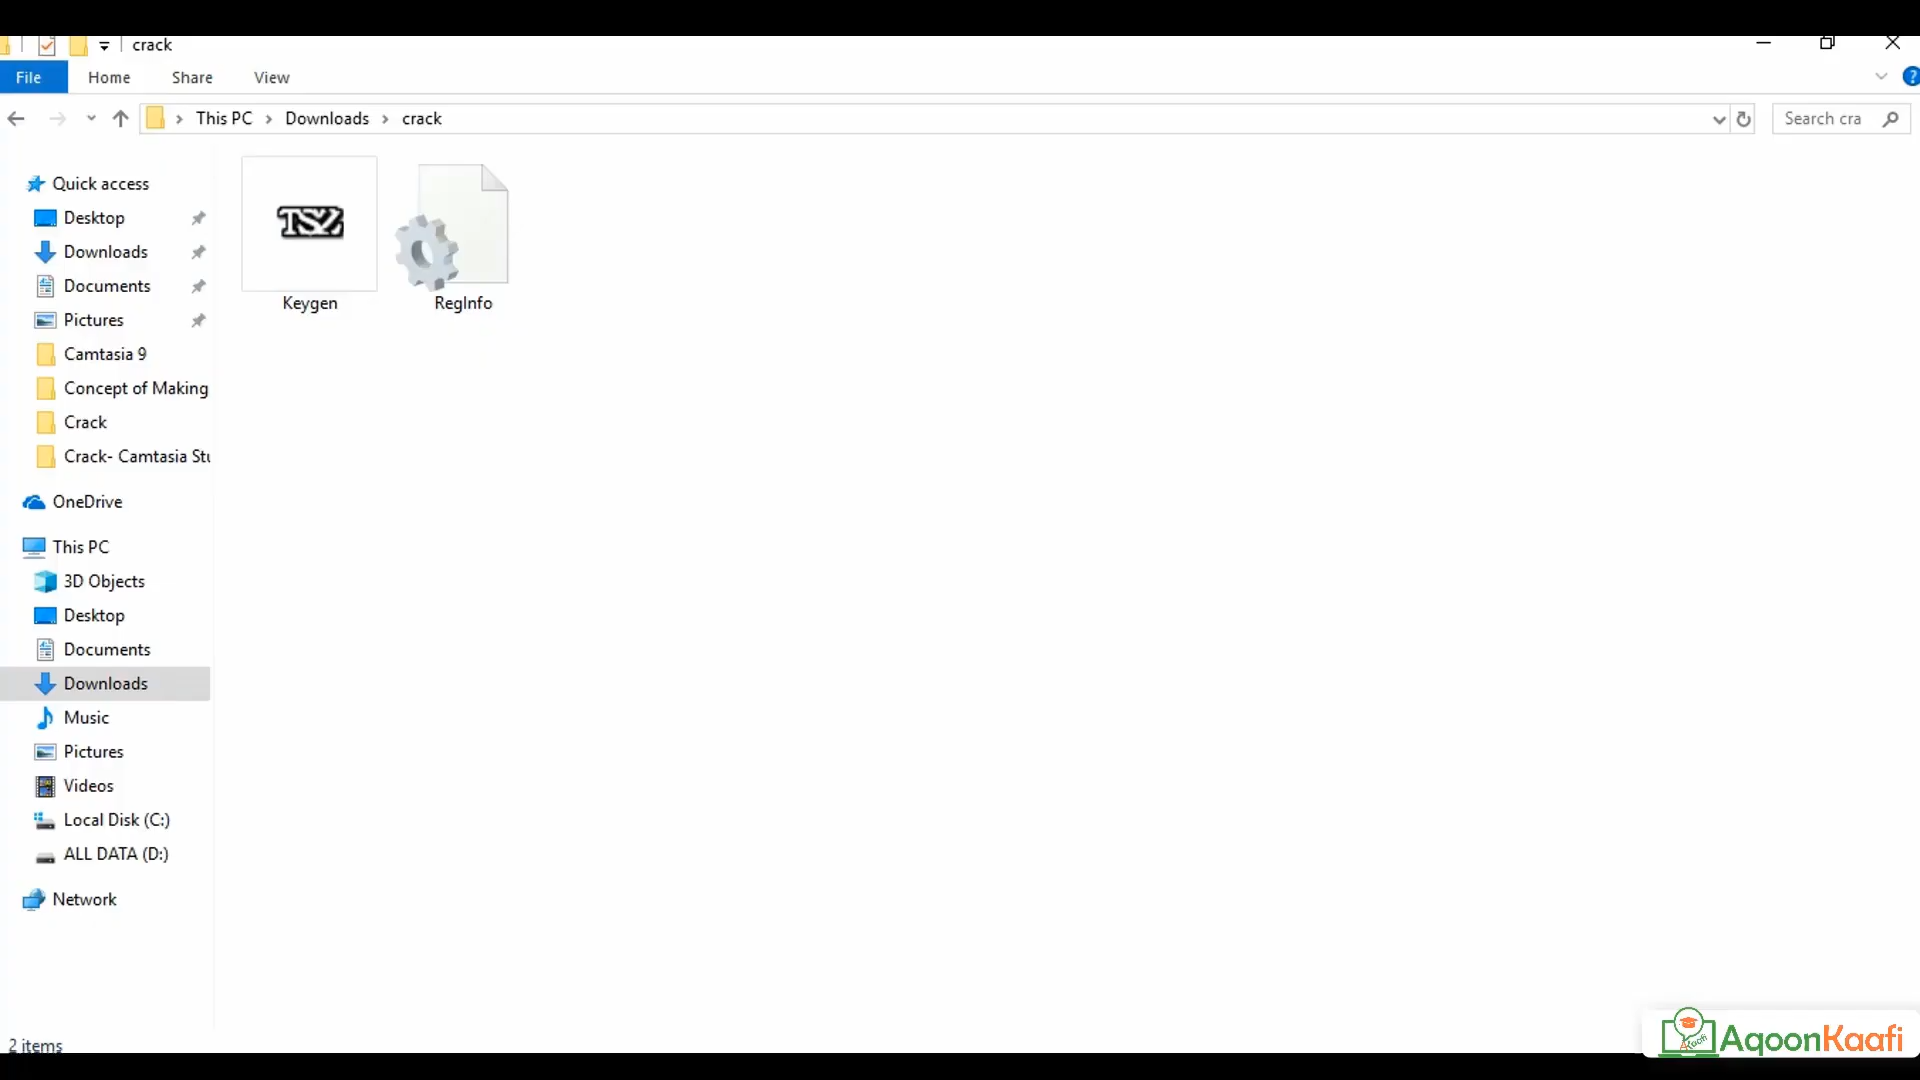 crack
File Home Share View
This PC Downloads crack
Search cra
Quick access
Desktop
Downloads
Documents
Pictures
Camtasia 9
Concept of Making
Crack
Crack- Camtasia Stu
OneDrive
This PC
3D Objects
Desktop
Documents
Downloads
Music
Pictures
Videos
Local Disk (C:)
ALL DATA (D:)
Network
TSZ
Keygen
RegInfo
2 items
AqoonKaafi